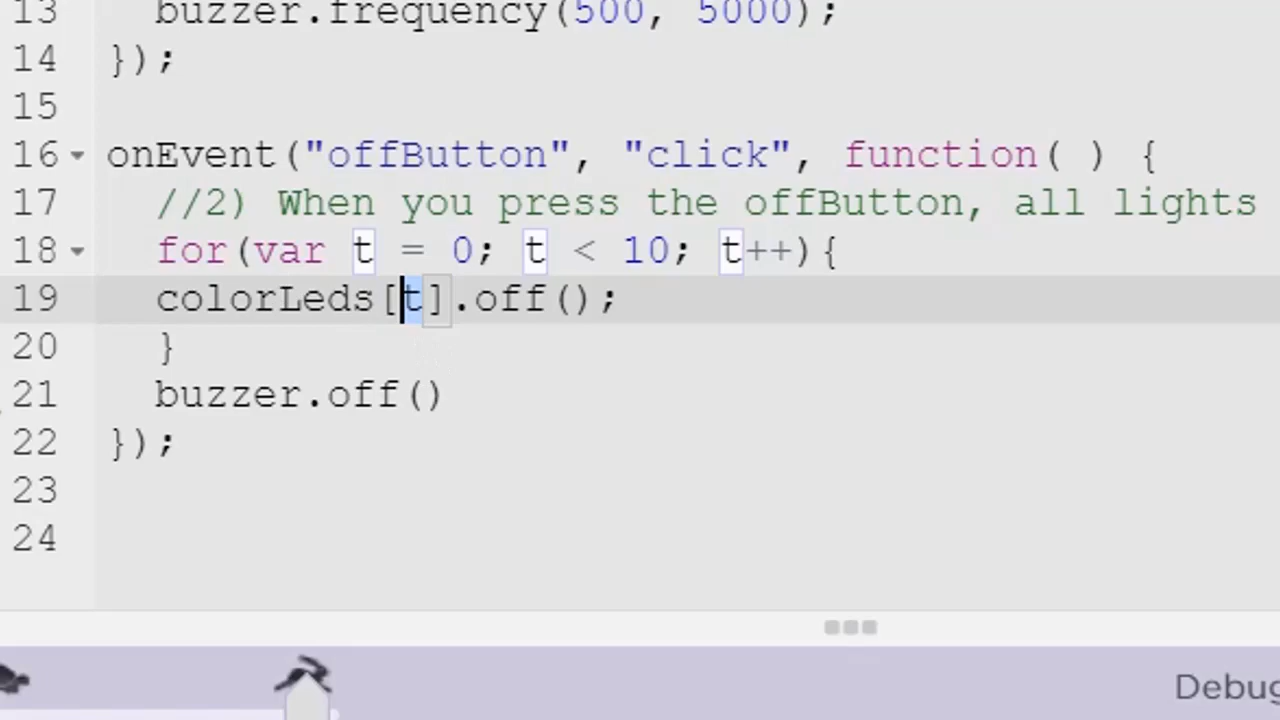 13 buzzer.frequency(500, 5000);
14 });
15
16 onEvent("offButton", "click", function( ) {
17 //2) When you press the offButton, all lights
18 for(var t = 0; t < 10; t++){
19 colorLeds[t].off();
20 }
21 buzzer.off()
22 });
23
24
Debug